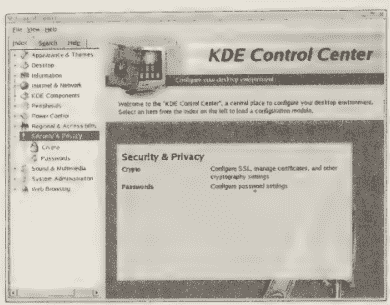 File View Help
Index Search Help
Appearance & Themes
Desktop
Information
Internet & Network
KDE Components
Peripherals
Power Control
Regional & Accessibility
Security & Privacy
Crypto
Passwords
Sound & Multimedia
System Administration
Web Browsing
KDE Control Center
Configure your desktop environment
Welcome to the "KDE Control Center", a central place to configure your desktop environment.
Select an item from the index on the left to load a configuration module.
Security & Privacy
Crypto Configure SSL, manage certificates, and other
cryptography settings
Passwords Configure password settings